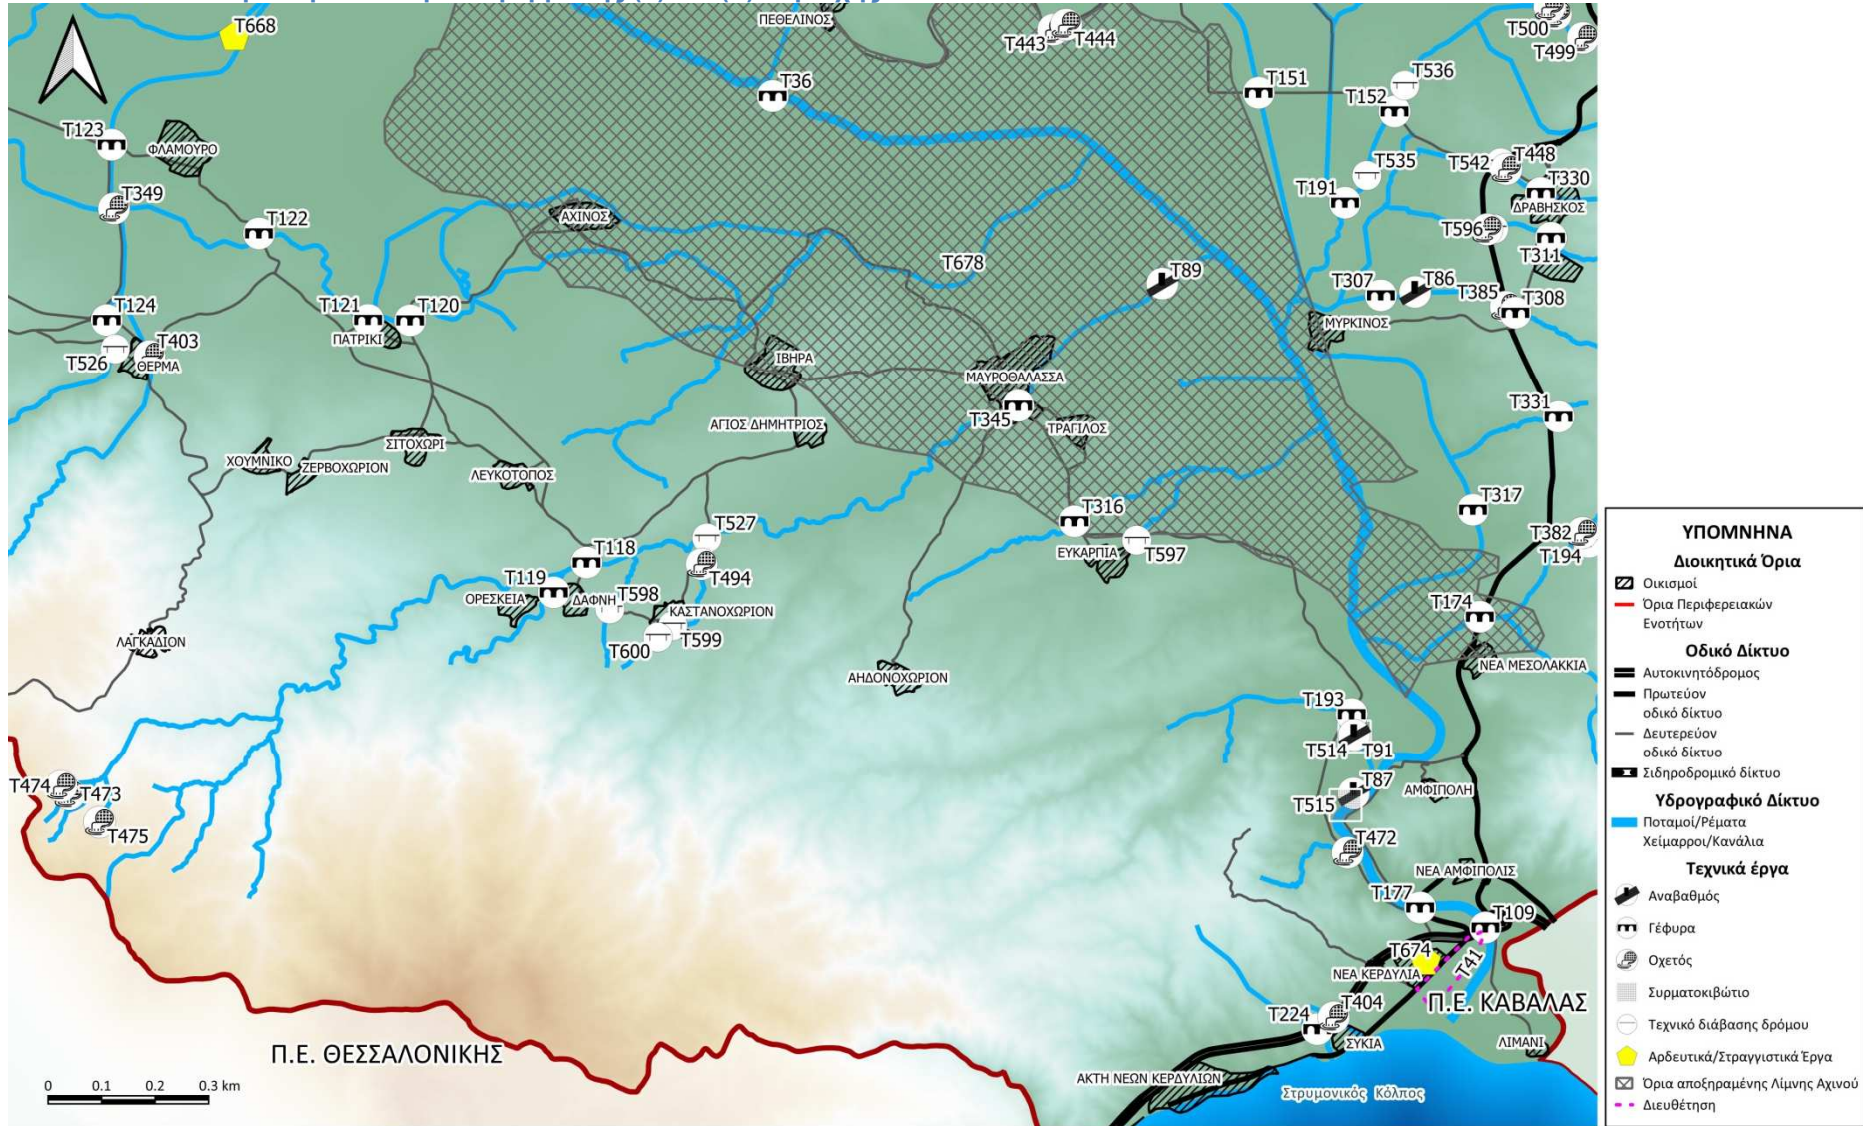 ΠΕΘΕΛΙΝΟΣ
T668
T443
T444
T500
T499
T36
T151
T536
T152
T123
ΦΛΑΜΟΥΡΟ
T535
T542
T448
T191
T330
ΔΡΑΒΗΣΚΟΣ
T349
T122
ΑΧΙΝΟΣ
T596
T311
T678
T89
T307
T86
T385
T308
T124
T121
T120
ΠΑΤΡΙΚΙ
ΜΥΡΚΙΝΟΣ
T526
T403
ΘΕΡΜΑ
ΙΒΗΡΑ
ΜΑΥΡΟΘΑΛΑΣΣΑ
T345
T331
ΑΓΙΟΣ ΔΗΜΗΤΡΙΟΣ
ΤΡΑΓΙΛΟΣ
ΣΙΤΟΧΩΡΙ
ΧΟΥΜΝΙΚΟ
ΖΕΡΒΟΧΩΡΙΟΝ
ΛΕΥΚΟΤΟΠΟΣ
T317
T316
T527
T382
T194
T118
ΕΥΚΑΡΠΙΑ
T597
T494
T119
ΟΡΕΣΚΕΙΑ
ΔΑΦΝΗ
T598
ΚΑΣΤΑΝΟΧΩΡΙΟΝ
T174
T599
T600
ΛΑΓΚΑΔΙΟΝ
ΝΕΑ ΜΕΣΟΛΑΚΚΙΑ
ΑΗΔΟΝΟΧΩΡΙΟΝ
T193
T514
T91
T474
T473
T87
ΑΜΦΙΠΟΛΗ
T515
T475
T472
ΝΕΑ ΑΜΦΙΠΟΛΙΣ
T177
T109
T674
T41
ΝΕΑ ΚΕΡΔΥΛΙΑ
Π.Ε. ΚΑΒΑΛΑΣ
T404
T224
ΣΥΚΙΑ
ΛΙΜΑΝΙ
Π.Ε. ΘΕΣΣΑΛΟΝΙΚΗΣ
ΑΚΤΗ ΝΕΩΝ ΚΕΡΔΥΛΙΩΝ
Στρυμονικός Κόλπος
0 0.1 0.2 0.3 km
ΥΠΟΜΝΗΜΑ
Διοικητικά Όρια
Οικισμοί
Όρια Περιφερειακών
Ενοτήτων
Οδικό Δίκτυο
Αυτοκινητόδρομος
Πρωτεύον
οδικό δίκτυο
Δευτερεύον
οδικό δίκτυο
Σιδηροδρομικό δίκτυο
Υδρογραφικό Δίκτυο
Ποταμοί/Ρέματα
Χείμαρροι/Κανάλια
Τεχνικά έργα
Αναβαθμός
Γέφυρα
Οχετός
Συρματοκιβώτιο
Τεχνικό διάβασης δρόμου
Αρδευτικά/Στραγγιστικά Έργα
Όρια αποξηραμένης Λίμνης Αχινού
Διευθέτηση